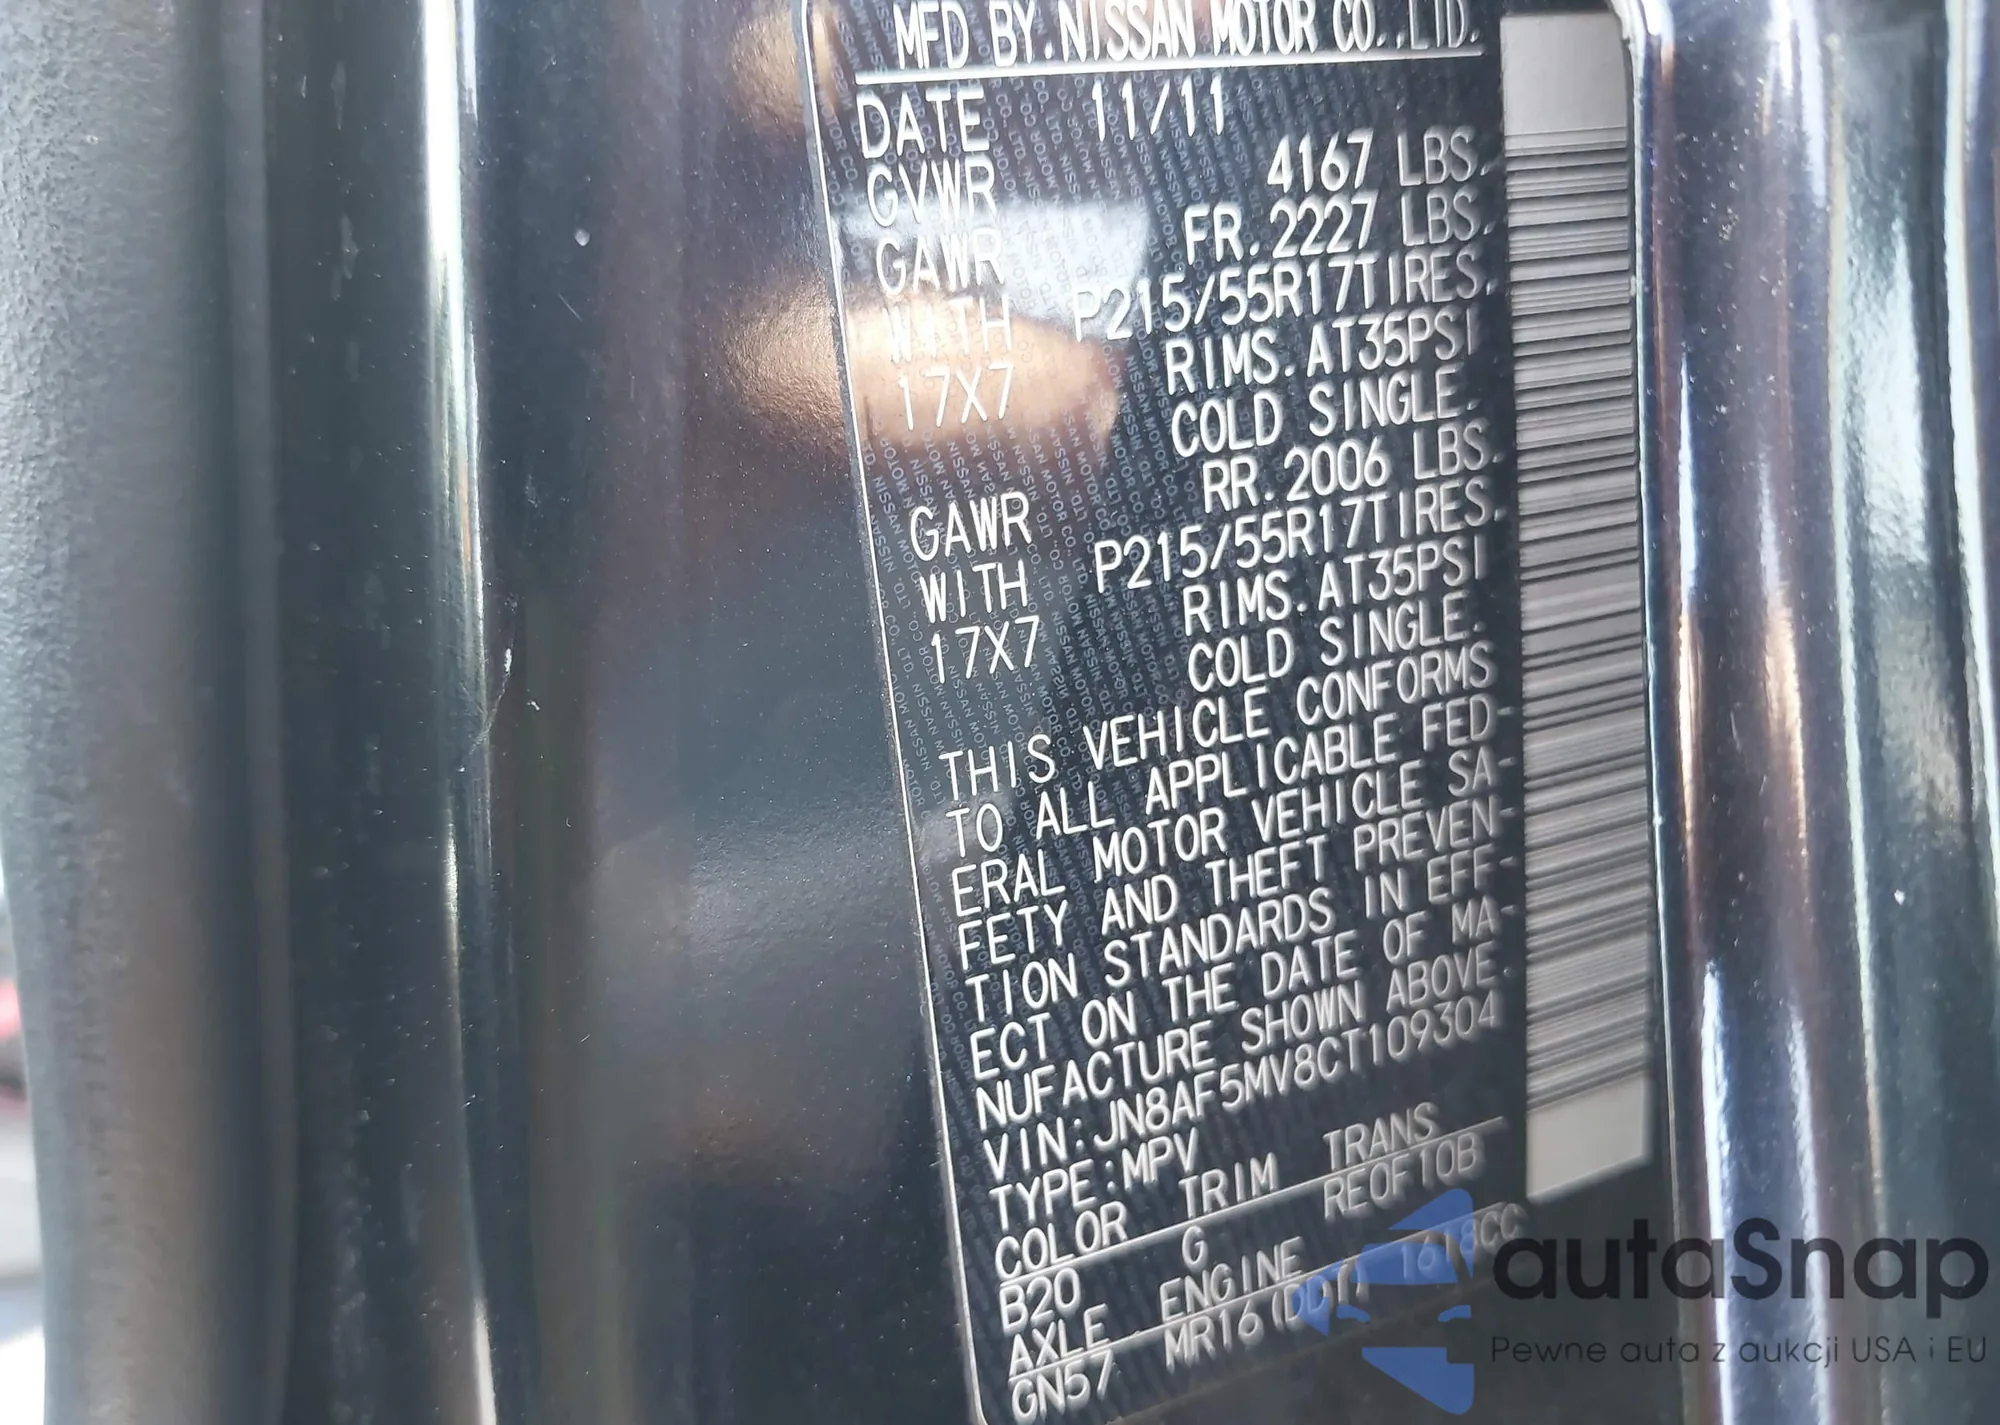 MFD BY.NISSAN MOTOR CO.,LTD.
DATE 11/11
GVWR 4167 LBS.
GAWR FR.2227 LBS.
WITH P215/55R17TIRES.
17X7 RIMS.AT35PSI
COLD SINGLE.
GAWR RR.2006 LBS.
WITH P215/55R17TIRES.
17X7 RIMS.AT35PSI
COLD SINGLE.
THIS VEHICLE CONFORMS
TO ALL APPLICABLE FED-
ERAL MOTOR VEHICLE SA-
FETY AND THEFT PREVEN-
TION STANDARDS IN EFF-
ECT ON THE DATE OF MA-
NUFACTURE SHOWN ABOVE.
VIN:JN8AF5MV8CT109304
TYPE:MPV
COLOR TRIM TRANS
B20 G RE0F10B
AXLE ENGINE
GN57 MR16(DDT) 1618CC
autaSnap
Pewne auta z aukcji USA i EU